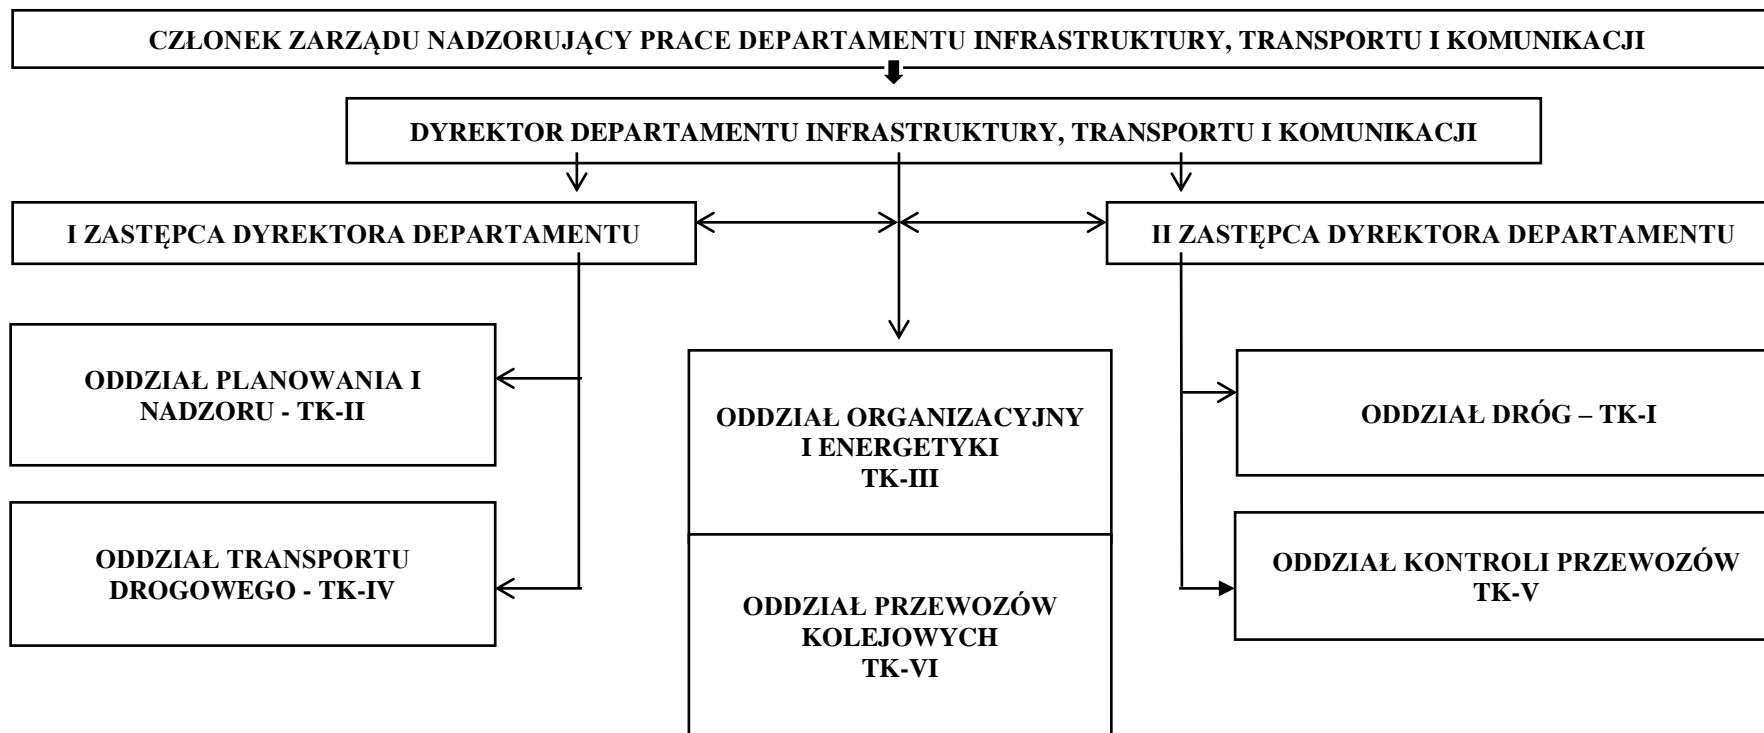 CZŁONEK ZARZĄDU NADZORUJĄCY PRACE DEPARTAMENTU INFRASTRUKTURY, TRANSPORTU I KOMUNIKACJI
DYREKTOR DEPARTAMENTU INFRASTRUKTURY, TRANSPORTU I KOMUNIKACJI
I ZASTĘPCA DYREKTORA DEPARTAMENTU
II ZASTĘPCA DYREKTORA DEPARTAMENTU
ODDZIAŁ PLANOWANIA I
NADZORU - TK-II
ODDZIAŁ ORGANIZACYJNY
I ENERGETYKI
TK-III
ODDZIAŁ DRÓG – TK-I
ODDZIAŁ TRANSPORTU
DROGOWEGO - TK-IV
ODDZIAŁ PRZEWOZÓW
KOLEJOWYCH
TK-VI
ODDZIAŁ KONTROLI PRZEWOZÓW
TK-V